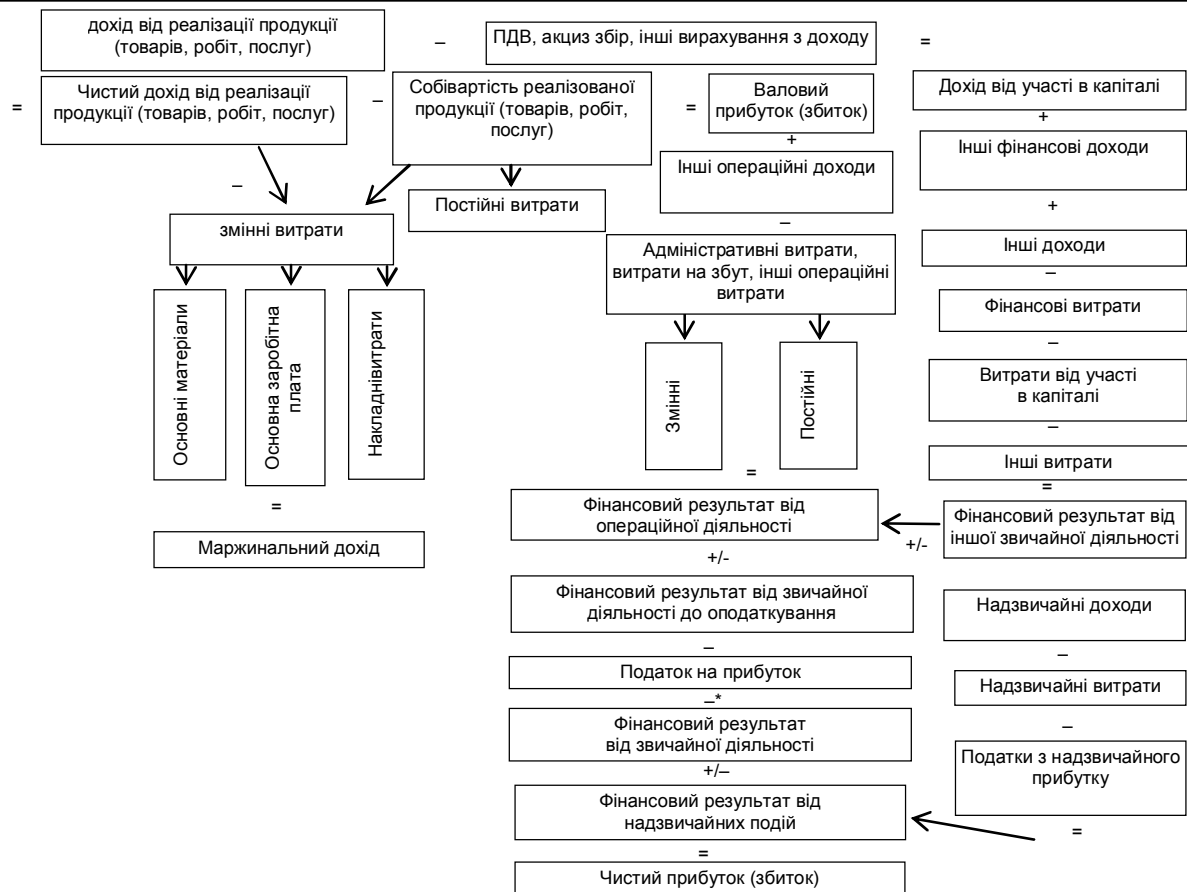 дохід від реалізації продукції
(товарів, робіт, послуг)
–
ПДВ, акциз збір, інші вирахування з доходу
=
=
Чистий дохід від реалізації
продукції (товарів, робіт, послуг)
–
Собівартість реалізованої
продукції (товарів, робіт,
послуг)
=
Валовий
прибуток (збиток)
+
Інші операційні доходи
–
Адміністративні витрати,
витрати на збут, інші операційні
витрати
Змінні
Постійні
=
–
змінні витрати
Постійні витрати
Основні матеріали
Основна заробітна
плата
Накладнівитрати
=
Маржинальний дохід
Дохід від участі в капіталі
+
Інші фінансові доходи
+
Інші доходи
–
Фінансові витрати
–
Витрати від участі
в капіталі
–
Інші витрати
=
Фінансовий результат від
операційної діяльності
+/-
Фінансовий результат від
іншої звичайної діяльності
+/-
Фінансовий результат від звичайної
діяльності до оподаткування
–
Податок на прибуток
–*
Фінансовий результат
від звичайної діяльності
+/–
Фінансовий результат від
надзвичайних подій
=
Чистий прибуток (збиток)
Надзвичайні доходи
–
Надзвичайні витрати
–
Податки з надзвичайного
прибутку
=